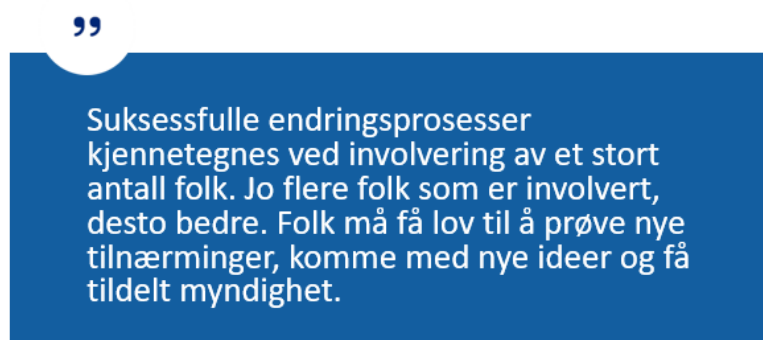 ”
Suksessfulle endringsprosesser
kjennetegnes ved involvering av et stort
antall folk. Jo flere folk som er involvert,
desto bedre. Folk må få lov til å prøve nye
tilnærminger, komme med nye ideer og få
tildelt myndighet.